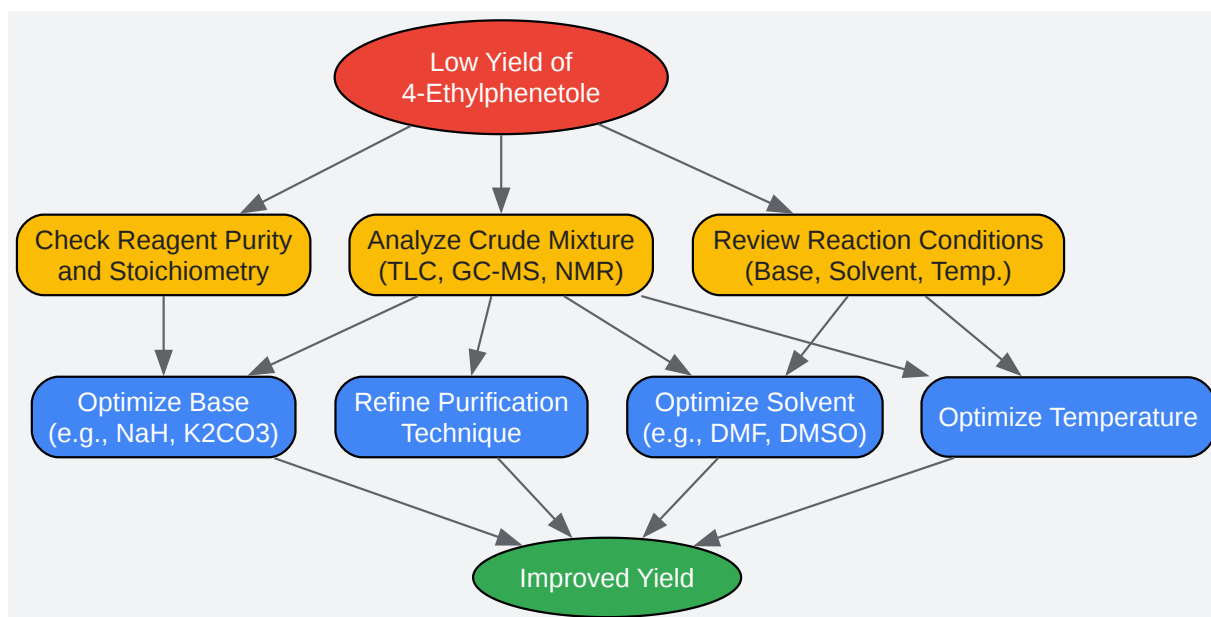 Low Yield of
4-Ethylphenetole
Check Reagent Purity
and Stoichiometry
Analyze Crude Mixture
(TLC, GC-MS, NMR)
Review Reaction Conditions
(Base, Solvent, Temp.)
Optimize Base
(e.g., NaH, K2CO3)
Refine Purification
Technique
Optimize Solvent
(e.g., DMF, DMSO)
Optimize Temperature
Improved Yield